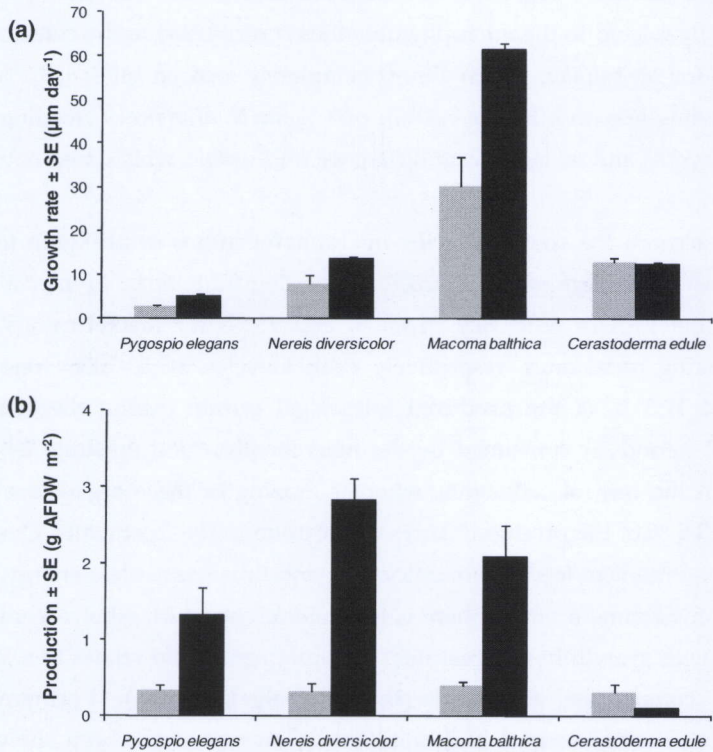 (a)
Growth rate ± SE (µm day⁻¹)
70
60
50
40
30
20
10
0
Pygospio elegans Nereis diversicolor Macoma balthica Cerastoderma edule
(b)
Production ± SE (g AFDW m⁻²)
4
3
2
1
0
Pygospio elegans Nereis diversicolor Macoma balthica Cerastoderma edule